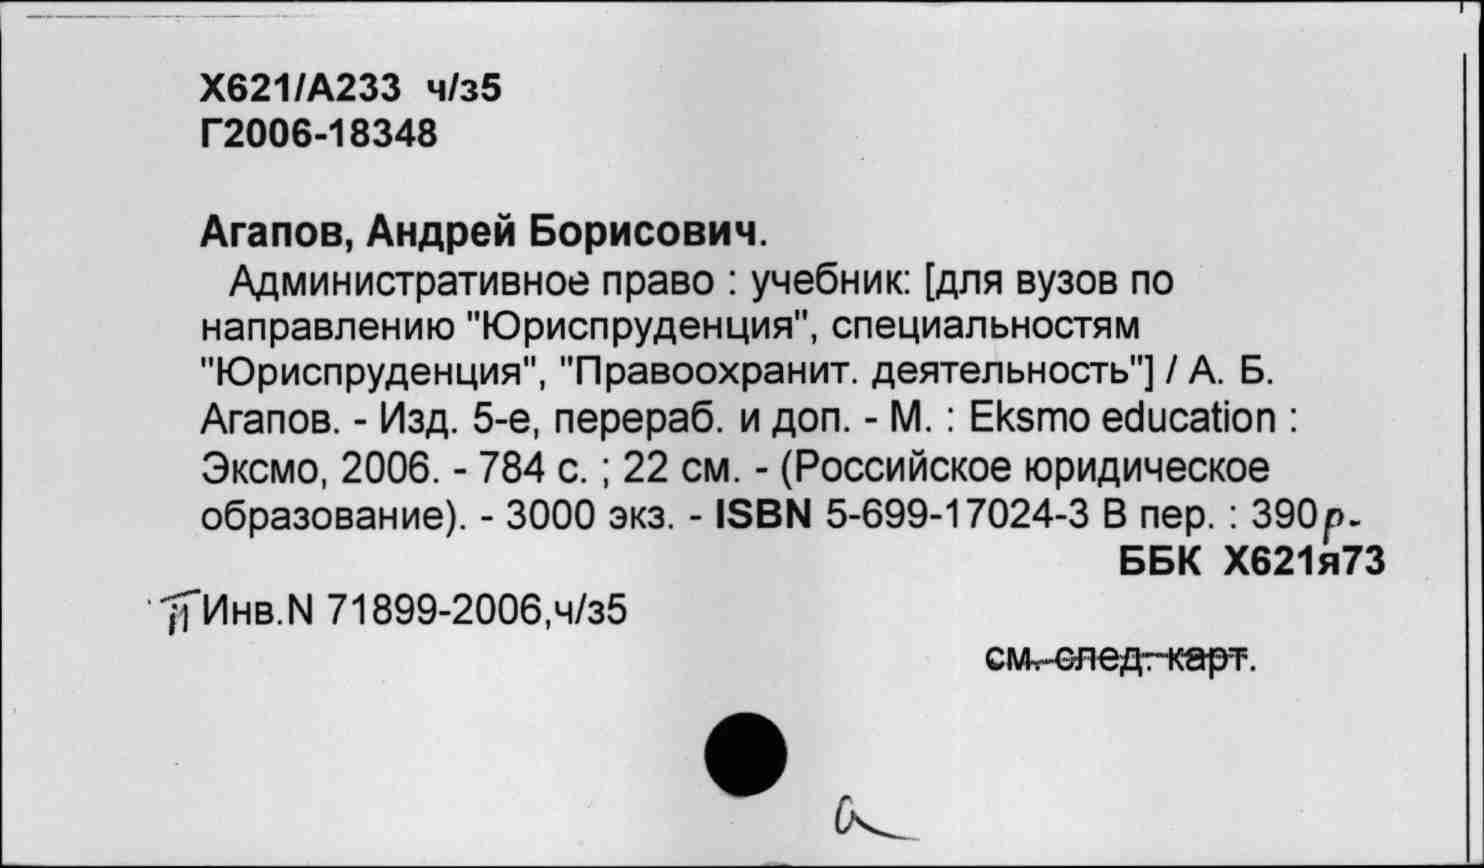 Х621/А233 ч/з5
Г2006-18348
Агапов, Андрей Борисович.
Административное право : учебник: [для вузов по
направлению "Юриспруденция", специальностям
"Юриспруденция", "Правоохранит. деятельность"] / А. Б.
Агапов. - Изд. 5-е, перераб. и доп. - М. : Eksmo education :
Эксмо, 2006. - 784 с. ; 22 см. - (Российское юридическое
образование). - 3000 экз. - ISBN 5-699-17024-3 В пер. : 390р.
ББК Х621я73
Инв.N 71899-2006,ч/з5
см. след. карт.
а